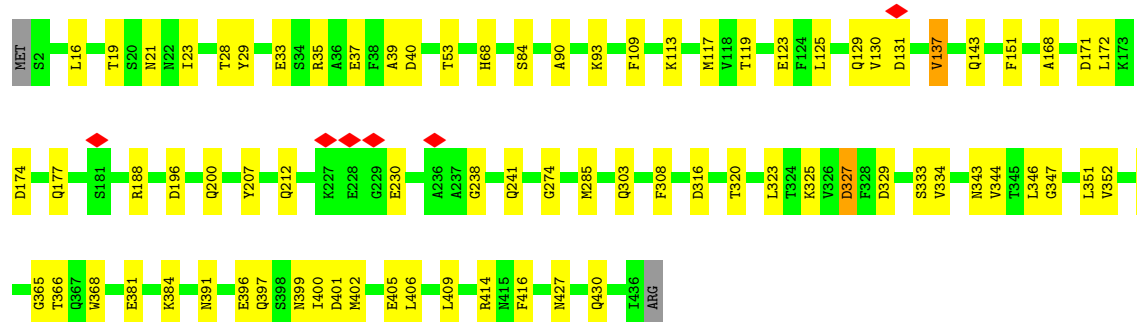 MET S2 L16 T19 S20 N21 N22 I23 T28 Y29 E33 S34 R35 A36 E37 F38 A39 D40 T53 H68 S84 A90 K93 F109 K113 M117 V118 T119 E123 F124 L125 Q129 V130 D131 V137 Q143 F151 A168 D171 L172 K173
D174 Q177 S181 R188 D196 Q200 Y207 Q212 K227 E228 G229 E230 A236 A237 G238 Q241 G274 M285 Q303 F308 D316 T320 L323 T324 K325 V326 D327 F328 D329 S333 V334 N343 V344 T345 L346 G347 L351 V352
G365 T366 Q367 W368 E381 K384 N391 E396 Q397 S398 N399 I400 D401 M402 E405 L406 L409 R414 N415 F416 N427 Q430 I436 ARG